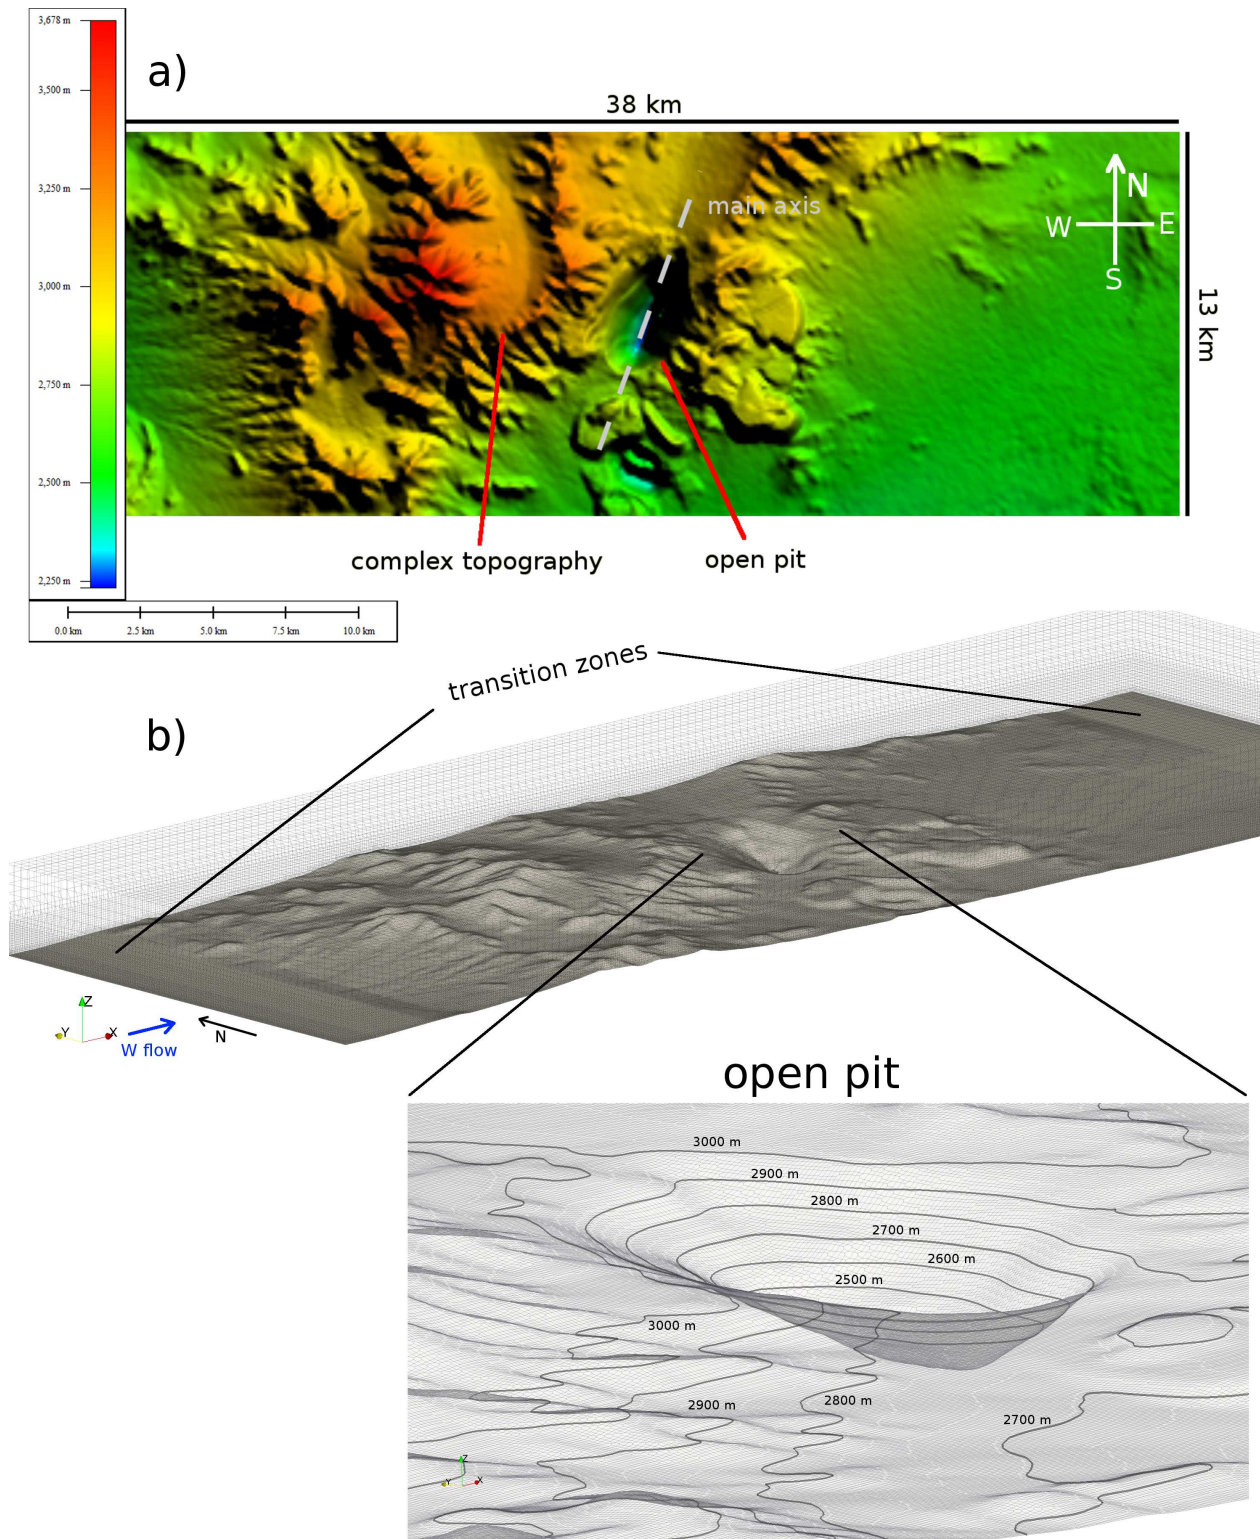 3,678 m
a)
3,500 m
38 km
3,250 m
main axis
N
W
E
S
3,000 m
13 km
2,750 m
2,500 m
complex topography
open pit
2,250 m
0.0 km
2.5 km
5.0 km
7.5 km
10.0 km
transition zones
b)
Z
Y
X
W flow
N
open pit
3000 m
2900 m
2800 m
2700 m
2600 m
2500 m
3000 m
2900 m
2800 m
2700 m
Z
Y
X